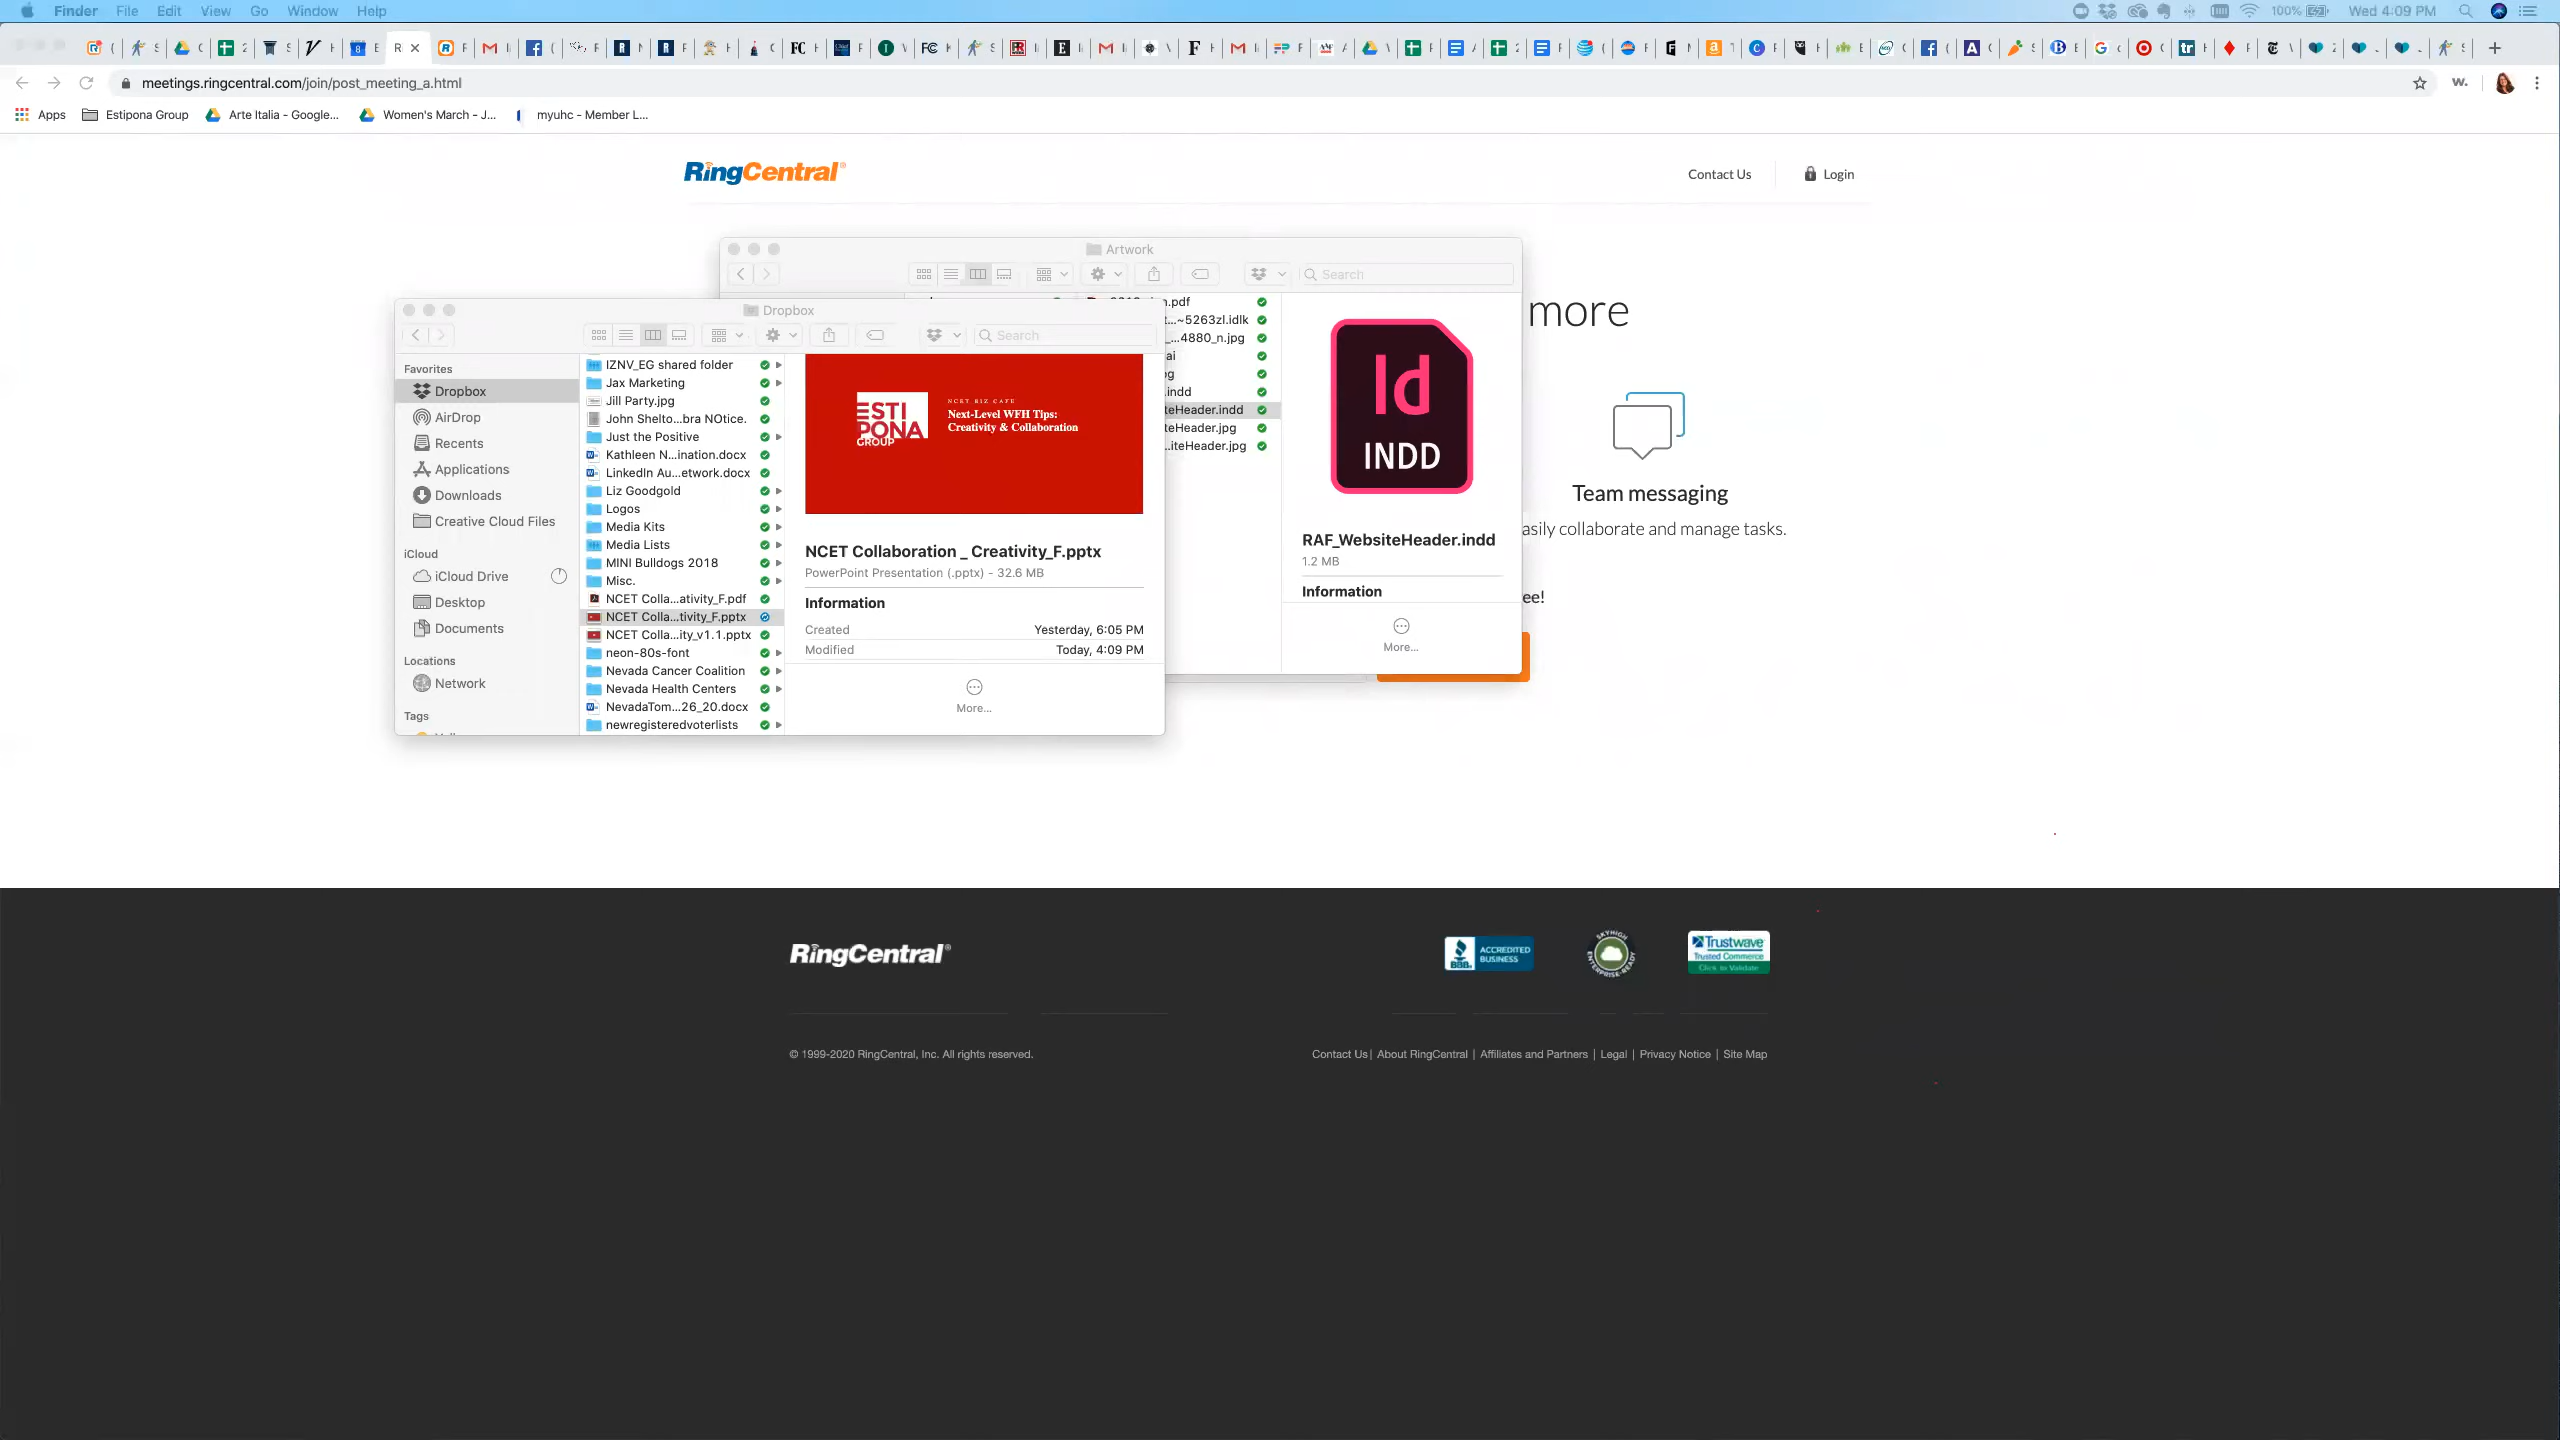 Finder File Edit View Go Window Help 100% Wed 4:09 PM
meetings.ringcentral.com/join/post_meeting_a.html
Apps Estipona Group Arte Italia - Google... Women's March - J... myuhc - Member L...
RingCentral
Contact Us Login
Artwork
Search
more
n.pdf
t...~5263zl.idlk
_...4880_n.jpg
ai
.indd
teHeader.indd
teHeader.jpg
...iteHeader.jpg
Id
INDD
RAF_WebsiteHeader.indd
1.2 MB
Information
More...
Team messaging
asily collaborate and manage tasks.
ee!
Dropbox
Search
Favorites
Dropbox
AirDrop
Recents
Applications
Downloads
Creative Cloud Files
iCloud
iCloud Drive
Desktop
Documents
Locations
Network
Tags
IZNV_EG shared folder
Jax Marketing
Jill Party.jpg
John Shelto...bra NOtice.
Just the Positive
Kathleen N...ination.docx
LinkedIn Au...etwork.docx
Liz Goodgold
Logos
Media Kits
Media Lists
MINI Bulldogs 2018
Misc.
NCET Colla...ativity_F.pdf
NCET Colla...tivity_F.pptx
NCET Colla...ity_v1.1.pptx
neon-80s-font
Nevada Cancer Coalition
Nevada Health Centers
NevadaTom...26_20.docx
newregisteredvoterlists
ESTI
PONA
GROUP
NCET BIZ CAFE
Next-Level WFH Tips:
Creativity & Collaboration
NCET Collaboration _ Creativity_F.pptx
PowerPoint Presentation (.pptx) - 32.6 MB
Information
Created Yesterday, 6:05 PM
Modified Today, 4:09 PM
More...
RingCentral
BBB. ACCREDITED BUSINESS
SKYHIGH ENTERPRISE-READY
Trustwave
Trusted Commerce
Click to Validate
© 1999-2020 RingCentral, Inc. All rights reserved.
Contact Us | About RingCentral | Affiliates and Partners | Legal | Privacy Notice | Site Map